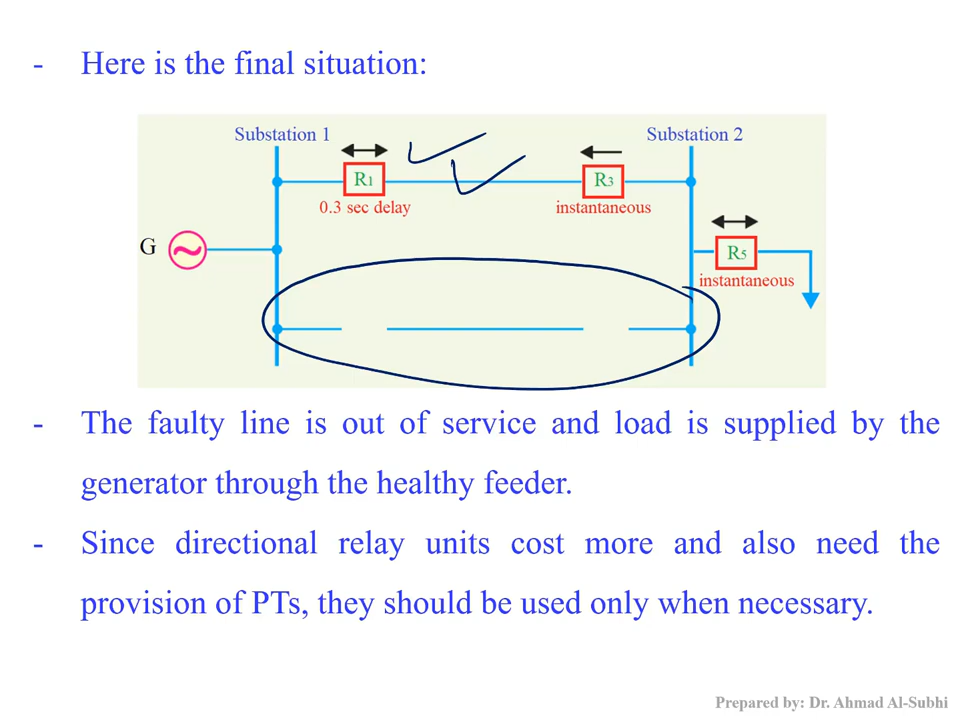 - Here is the final situation:
Substation 1
Substation 2
R1
R3
0.3 sec delay
instantaneous
G
R5
instantaneous
- The faulty line is out of service and load is supplied by the
generator through the healthy feeder.
- Since directional relay units cost more and also need the
provision of PTs, they should be used only when necessary.
Prepared by: Dr. Ahmad Al-Subhi